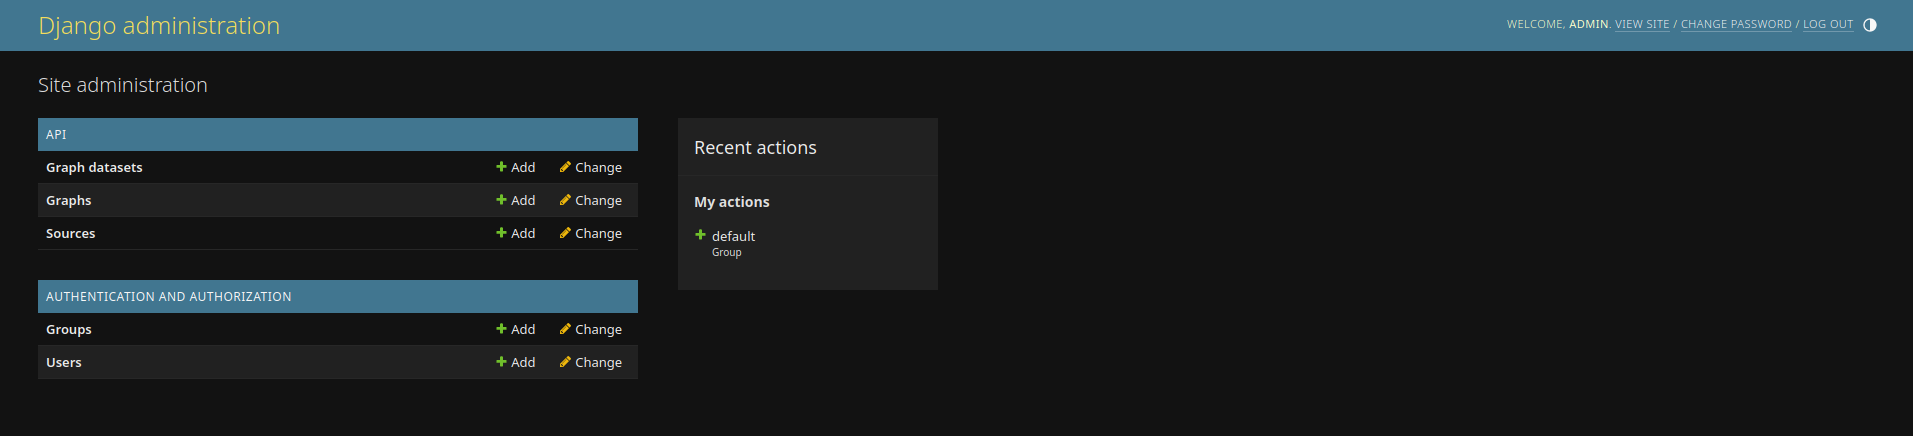 Django administration
WELCOME, ADMIN. VIEW SITE / CHANGE PASSWORD / LOG OUT
Site administration
API
Graph datasets Add Change
Graphs Add Change
Sources Add Change
AUTHENTICATION AND AUTHORIZATION
Groups Add Change
Users Add Change
Recent actions
My actions
default
Group